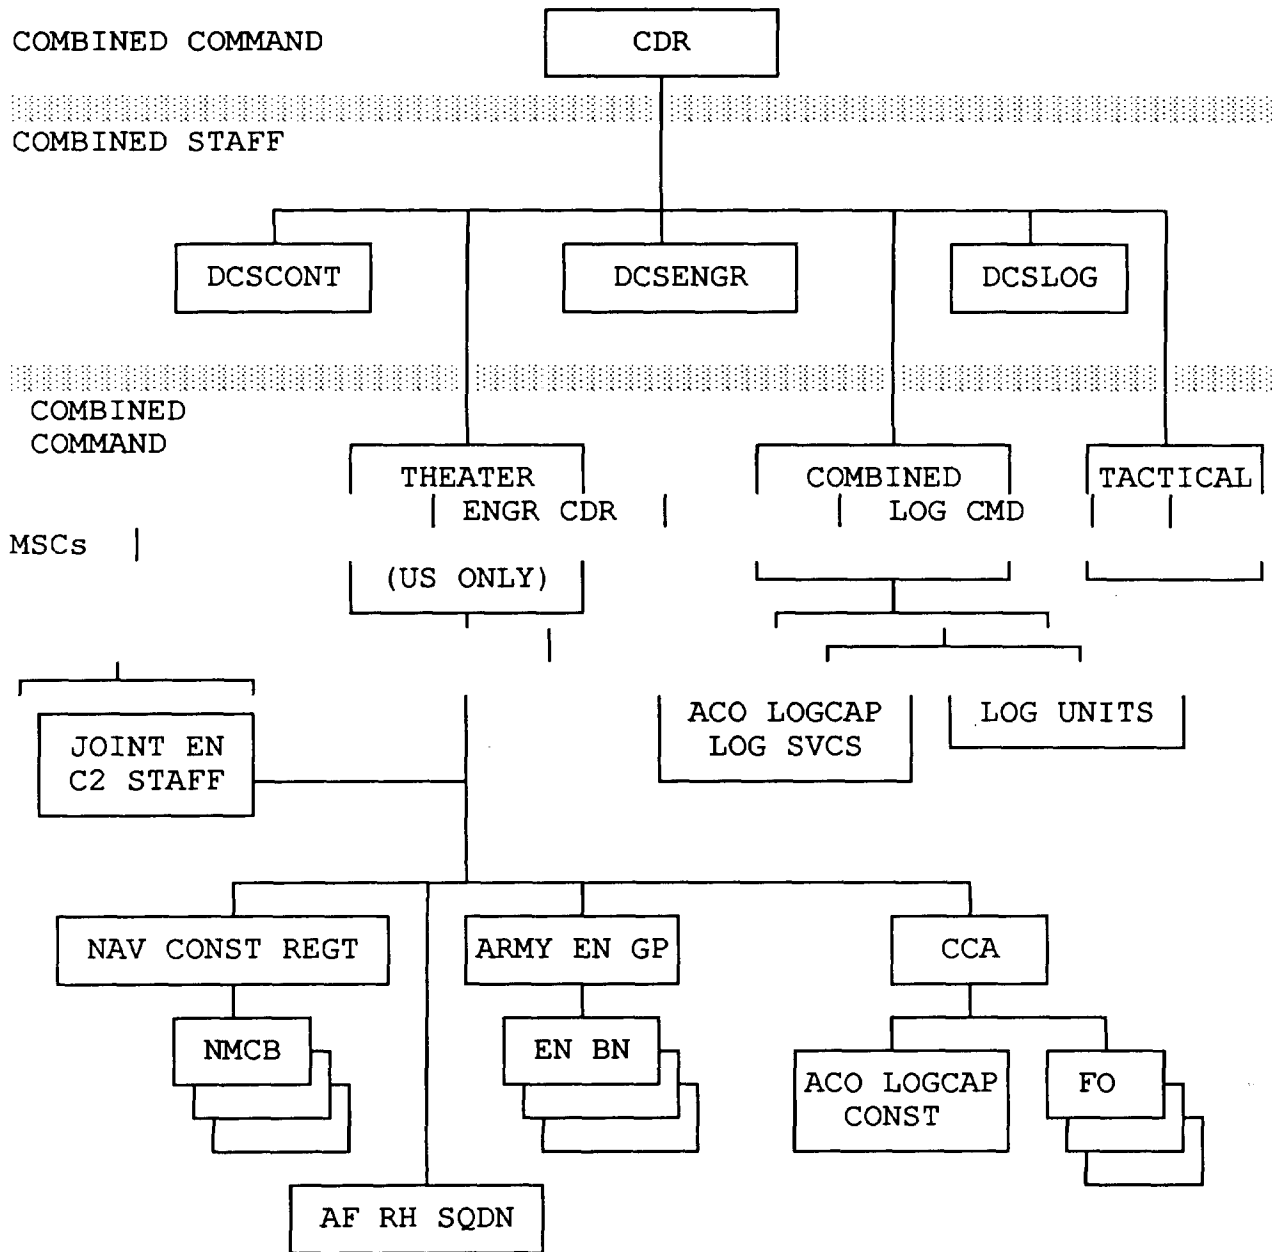 COMBINED COMMAND
CDR
COMBINED STAFF
DCSCONT
DCSENGR
DCSLOG
COMBINED
COMMAND
THEATER
ENGR CDR
(US ONLY)
COMBINED
LOG CMD
TACTICAL
MSCs
ACO LOGCAP
LOG SVCS
LOG UNITS
JOINT EN
C2 STAFF
NAV CONST REGT
ARMY EN GP
CCA
NMCB
EN BN
ACO LOGCAP
CONST
FO
AF RH SQDN